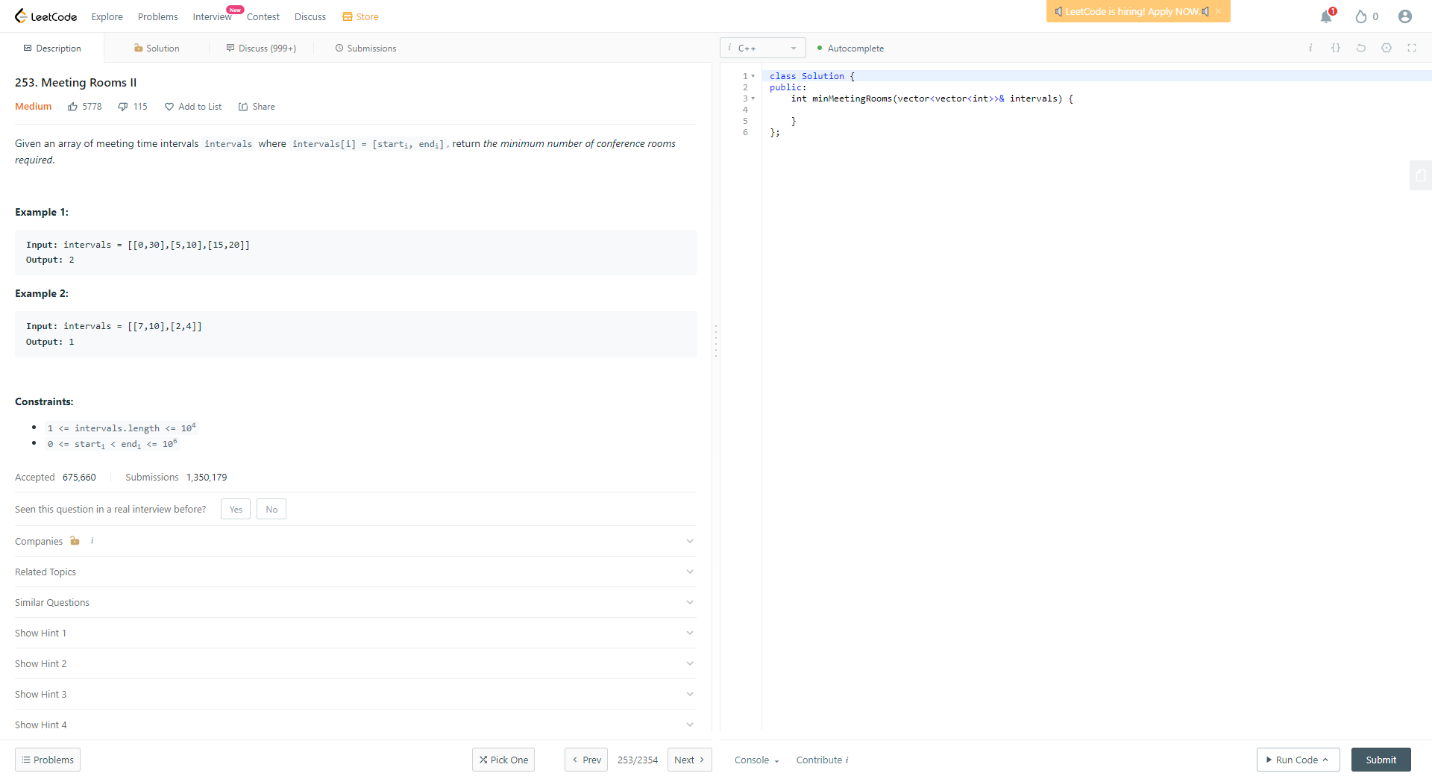 LeetCode Explore Problems Interview New Contest Discuss Store LeetCode is hiring! Apply NOW. × 1 0
Description Solution Discuss (999+) Submissions
i C++ Autocomplete i {}
253. Meeting Rooms II
Medium 5778 115 Add to List Share
Given an array of meeting time intervals intervals where intervals[i] = [startᵢ, endᵢ], return the minimum number of conference rooms
required.
Example 1:
Input: intervals = [[0,30],[5,10],[15,20]]
Output: 2
Example 2:
Input: intervals = [[7,10],[2,4]]
Output: 1
Constraints:
• 1 <= intervals.length <= 10⁴
• 0 <= startᵢ < endᵢ <= 10⁶
Accepted 675,660 Submissions 1,350,179
Seen this question in a real interview before? Yes No
Companies i
Related Topics
Similar Questions
Show Hint 1
Show Hint 2
Show Hint 3
Show Hint 4
1 class Solution {
2 public:
3 int minMeetingRooms(vector<vector<int>>& intervals) {
4
5 }
6 };
Problems Pick One Prev 253/2354 Next Console Contribute i Run Code Submit